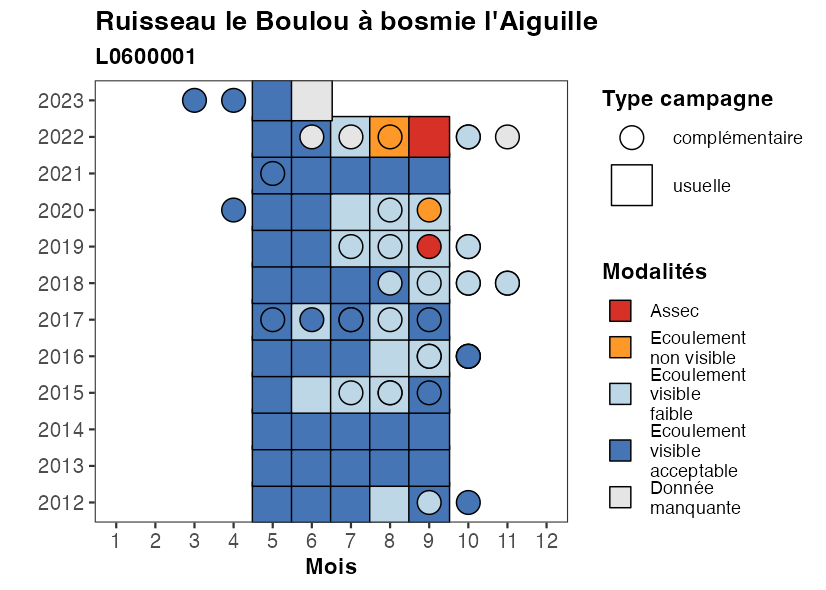 Ruisseau le Boulou à bosmie l'Aiguille
L0600001
2023
2022
2021
2020
2019
2018
2017
2016
2015
2014
2013
2012
1 2 3 4 5 6 7 8 9 10 11 12
Mois
Type campagne
complémentaire
usuelle
Modalités
Assec
Ecoulement
non visible
Ecoulement
visible
faible
Ecoulement
visible
acceptable
Donnée
manquante